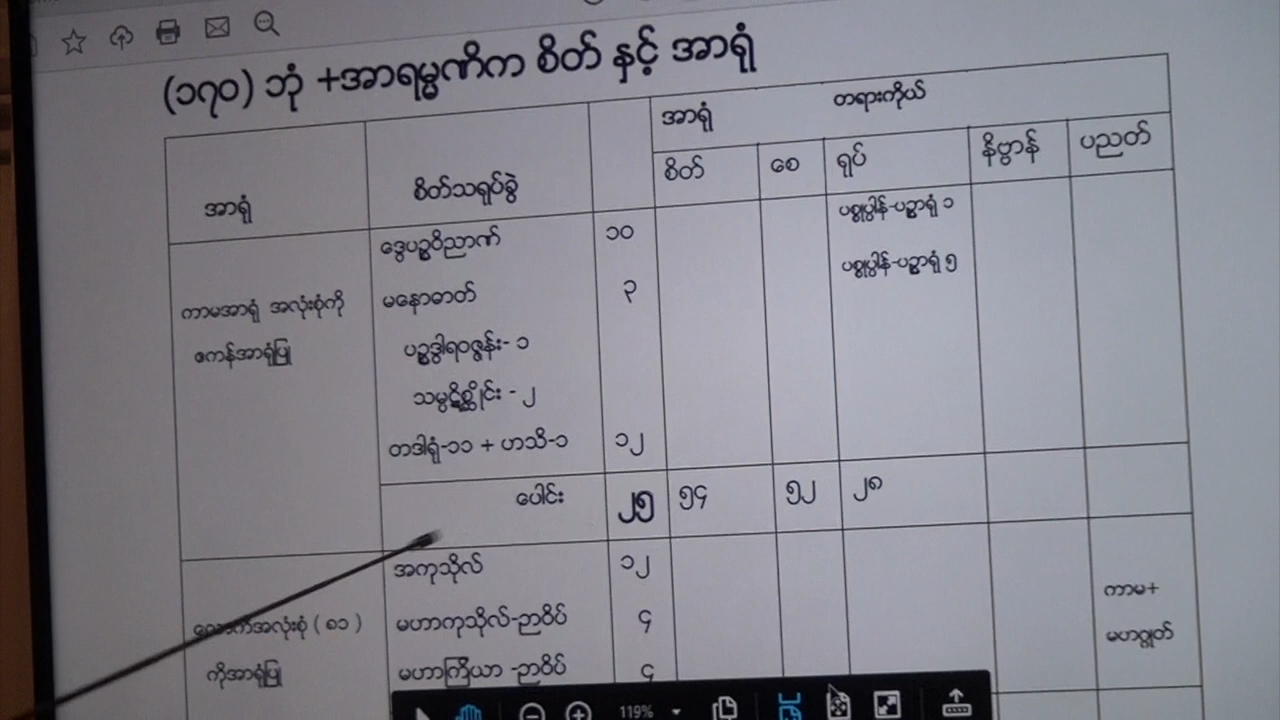 (၁၇၀) ဘုံ +အာရမ္မဏိက စိတ် နှင့် အာရုံ
အာရုံ တရားကိုယ်
အာရုံ စိတ်သရုပ်ခွဲ စိတ် စေ ရုပ် နိဗ္ဗာန် ပညတ်
ဒွေပဉ္စဝိညာဏ် ၁၀ ပစ္စုပ္ပါန်-ပဉ္စာရုံ ၁
ကာမအာရုံ အလုံးစုံကို မနောဓာတ် ၃ ပစ္စုပ္ပါန်-ပဉ္စာရုံ ၅
ဧကန်အာရုံပြု ပဉ္စဒွါရဝဇ္ဇန်း- ၁
သမ္ပဋိစ္ဆိုင်း - ၂
တဒါရုံ-၁၁ + ဟသိ-၁ ၁၂
ပေါင်း ၂၅ ၅၄ ၅၂ ၂၈
အကုသိုလ် ၁၂
လောကီအလုံးစုံ ( ၈၁ ) မဟာကုသိုလ်-ဉာဝိပ် ၄ ကာမ+
ကိုအာရုံပြု မဟာကြိယာ -ဉာဝိပ် ၄ မဟဂ္ဂုတ်
119%